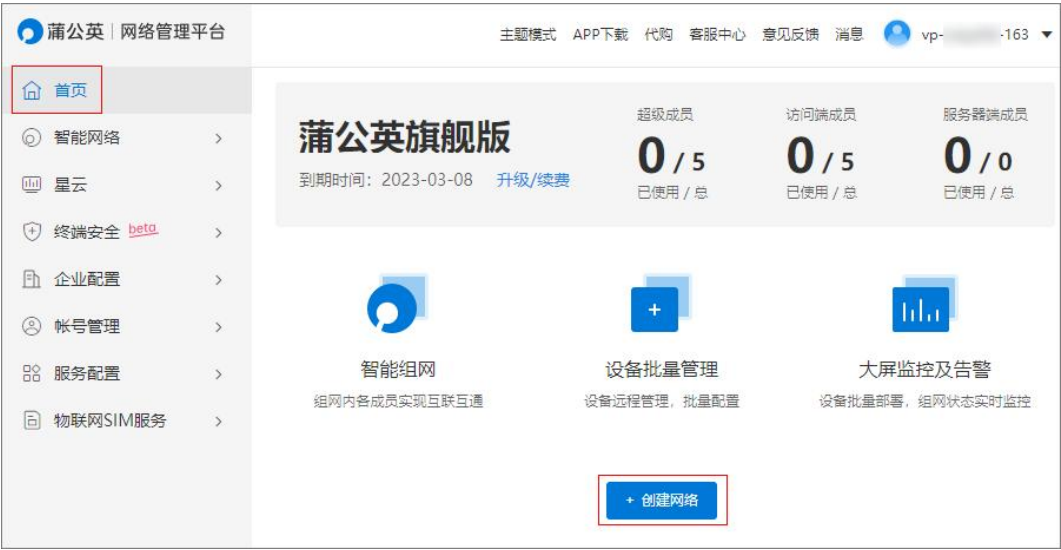 蒲公英 | 网络管理平台
主题模式 APP下载 代购 客服中心 意见反馈 消息 vp- -163
首页
智能网络
星云
终端安全 beta
企业配置
帐号管理
服务配置
物联网SIM服务
蒲公英旗舰版
到期时间：2023-03-08 升级/续费
超级成员
0 / 5
已使用 / 总
访问端成员
0 / 5
已使用 / 总
服务器端成员
0 / 0
已使用 / 总
智能组网
组网内各成员实现互联互通
设备批量管理
设备远程管理，批量配置
大屏监控及告警
设备批量部署，组网状态实时监控
+ 创建网络